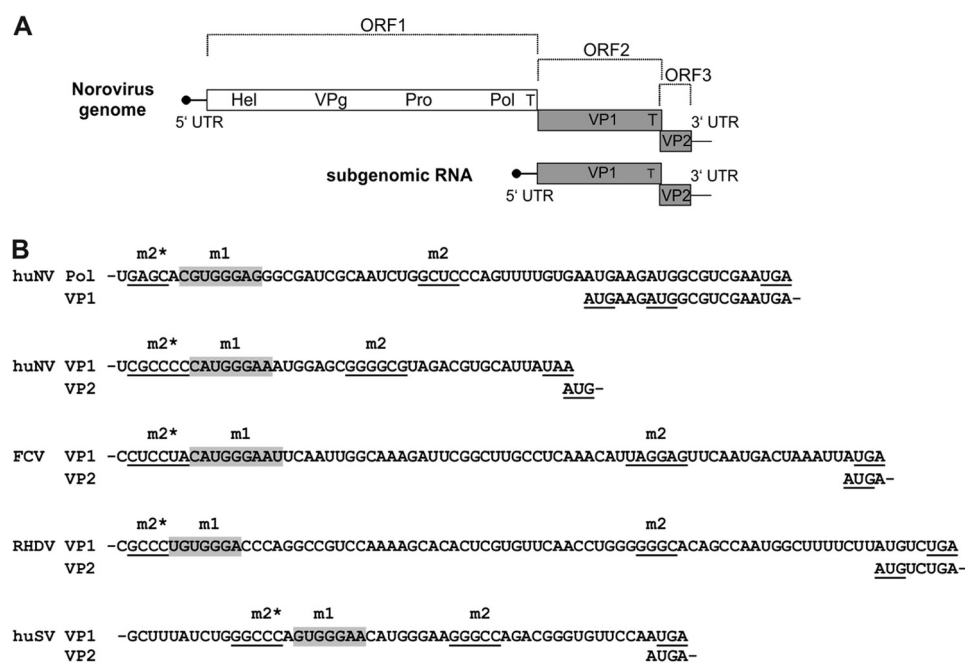 A
ORF1
ORF2
ORF3
Norovirus genome
Hel VPg Pro Pol T
5‘ UTR
VP1 T
3‘ UTR
VP2
subgenomic RNA
VP1 T
3‘ UTR
5‘ UTR
VP2
B
m2* m1 m2
huNV Pol -UGAGCACGUGGGAGGGCGAUCGCAAUCUGGCUCCCAGUUUUGUGAAUGAAGAUGGCGUCGAAUGA
VP1 AUGAAGAUGGCGUCGAAUGA-
m2* m1 m2
huNV VP1 -UCGCCCCCAUGGGAAAUGGAGCGGGGCGUAGACGUGCAUUAUAA
VP2 AUG-
m2* m1 m2
FCV VP1 -CCUCCUACAUGGGAAUUCAAUUGGCAAAGAUUCGGCUUGCCUCAAACAUUAGGAGUUCAAUGACUAAAUUAUGA
VP2 AUGA-
m2* m1 m2
RHDV VP1 -CGCCCUGUGGGACCCAGGCCGUCCAAAAGCACACUCGUGUUCAACCUGGGGGGCACAGCCAAUGGCUUUUCUUAUGUCUGA
VP2 AUGUCUGA-
m2* m1 m2
huSV VP1 -GCUUUAUCUGGGCCCAGUGGGAACAUGGGAAGGGCCAGACGGGUGUUCCAAUGA
VP2 AUGA-